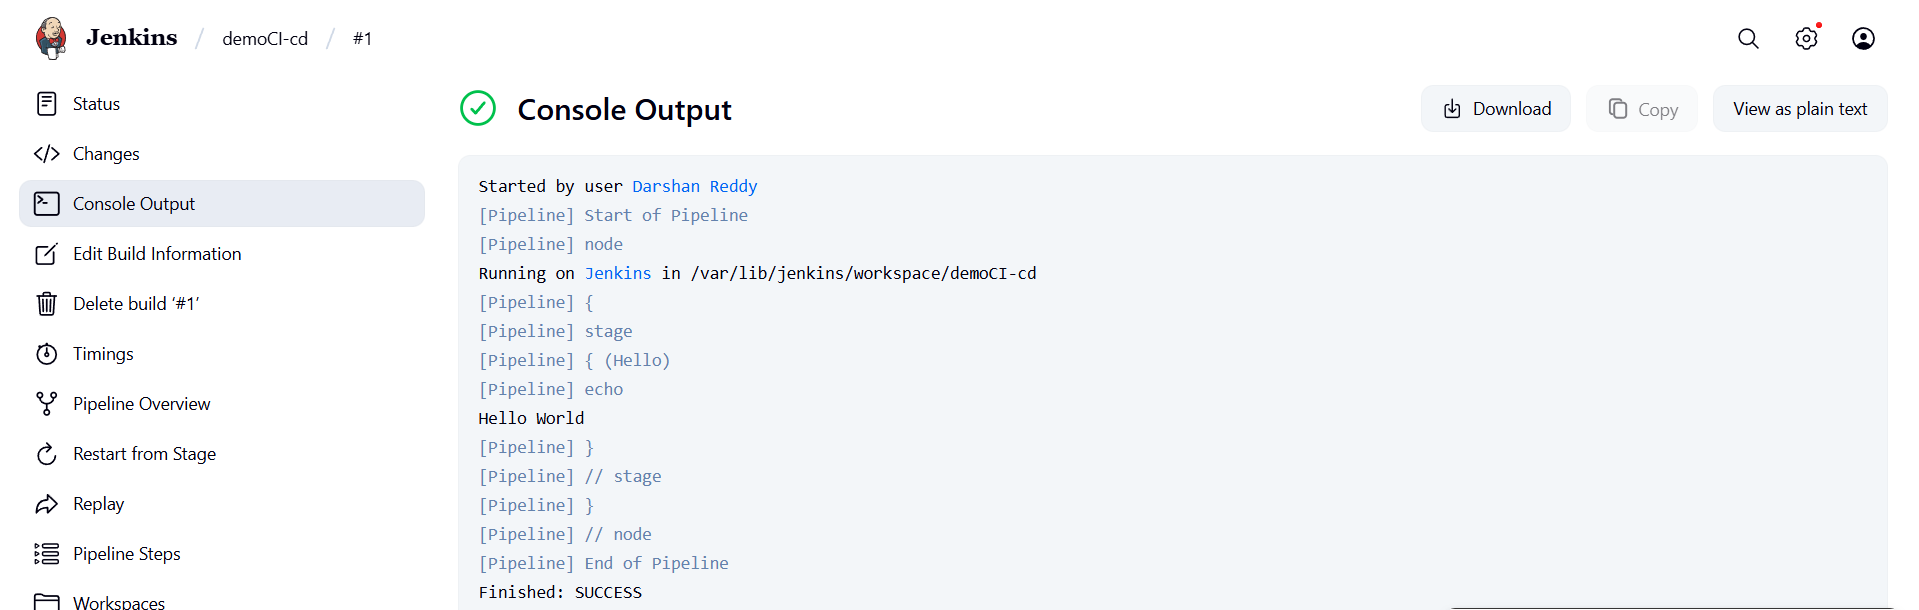 Jenkins / demoCI-cd / #1
Status
Changes
Console Output
Edit Build Information
Delete build ‘#1’
Timings
Pipeline Overview
Restart from Stage
Replay
Pipeline Steps
Workspaces
Console Output
Download
Copy
View as plain text
Started by user Darshan Reddy
[Pipeline] Start of Pipeline
[Pipeline] node
Running on Jenkins in /var/lib/jenkins/workspace/demoCI-cd
[Pipeline] {
[Pipeline] stage
[Pipeline] { (Hello)
[Pipeline] echo
Hello World
[Pipeline] }
[Pipeline] // stage
[Pipeline] }
[Pipeline] // node
[Pipeline] End of Pipeline
Finished: SUCCESS